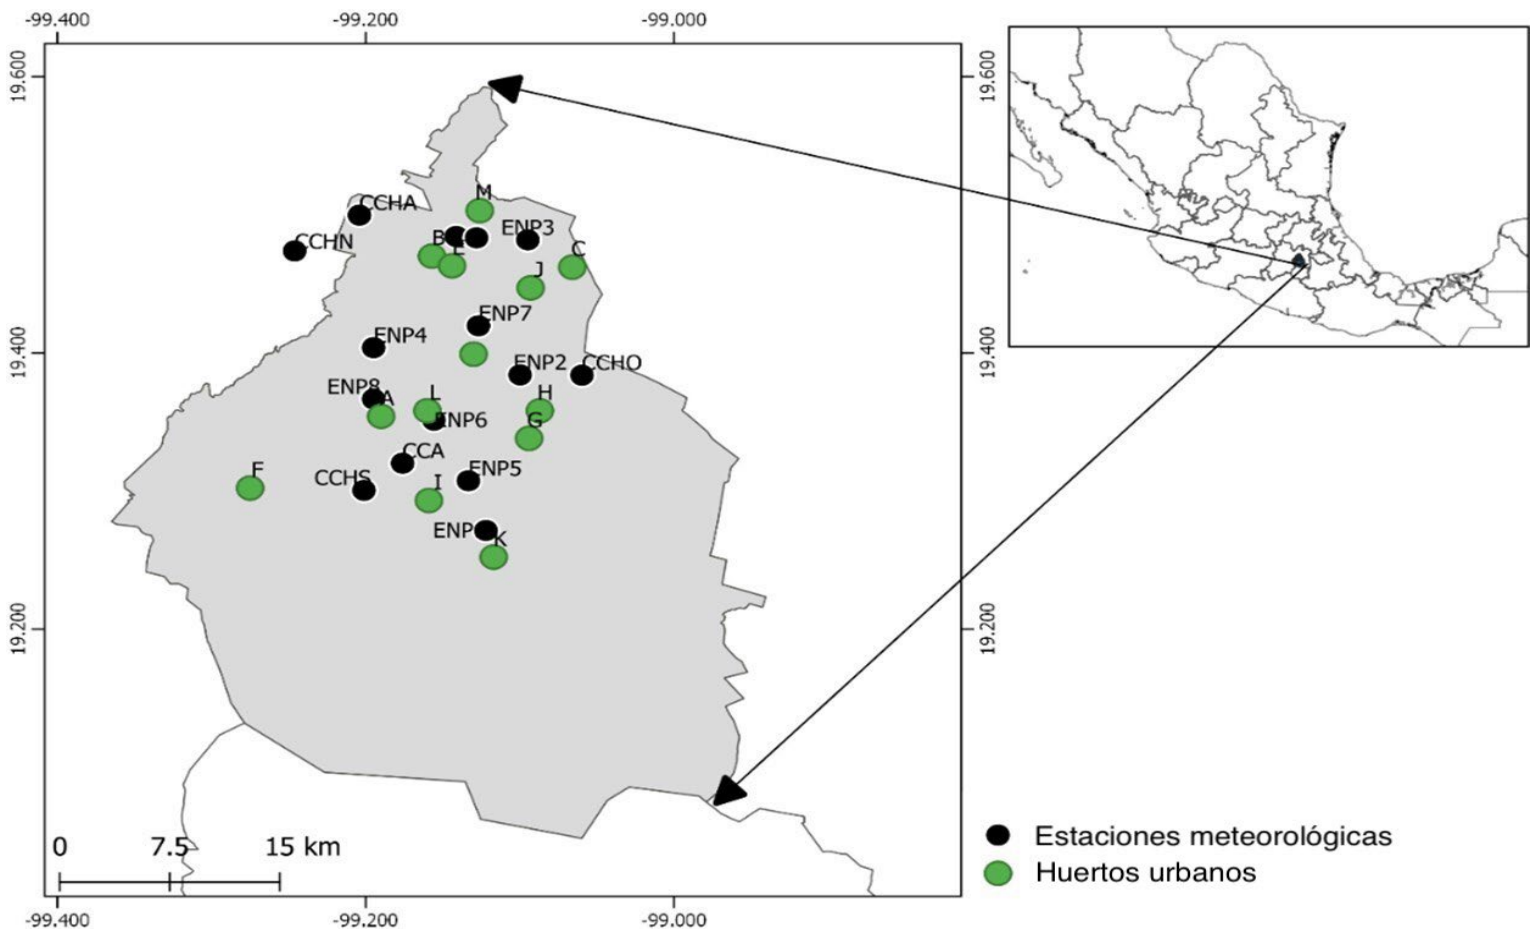 -99.400
-99.200
-99.000
19.600
19.600
M
CCHA
ENP3
CCHN
B
E
C
J
ENP7
ENP4
19.400
19.400
ENP2
CCHO
ENP8
A
L
H
ENP6
G
CCA
F
CCHS
ENP5
I
ENP
K
19.200
19.200
0
7.5
15 km
-99.400
-99.200
-99.000
Estaciones meteorológicas
Huertos urbanos